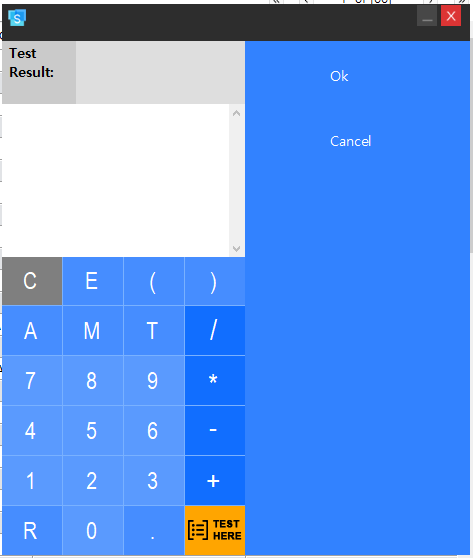 S
Test
Result:
Ok
Cancel
C E ( )
A M T /
7 8 9 *
4 5 6 -
1 2 3 +
R 0 .
TEST
HERE